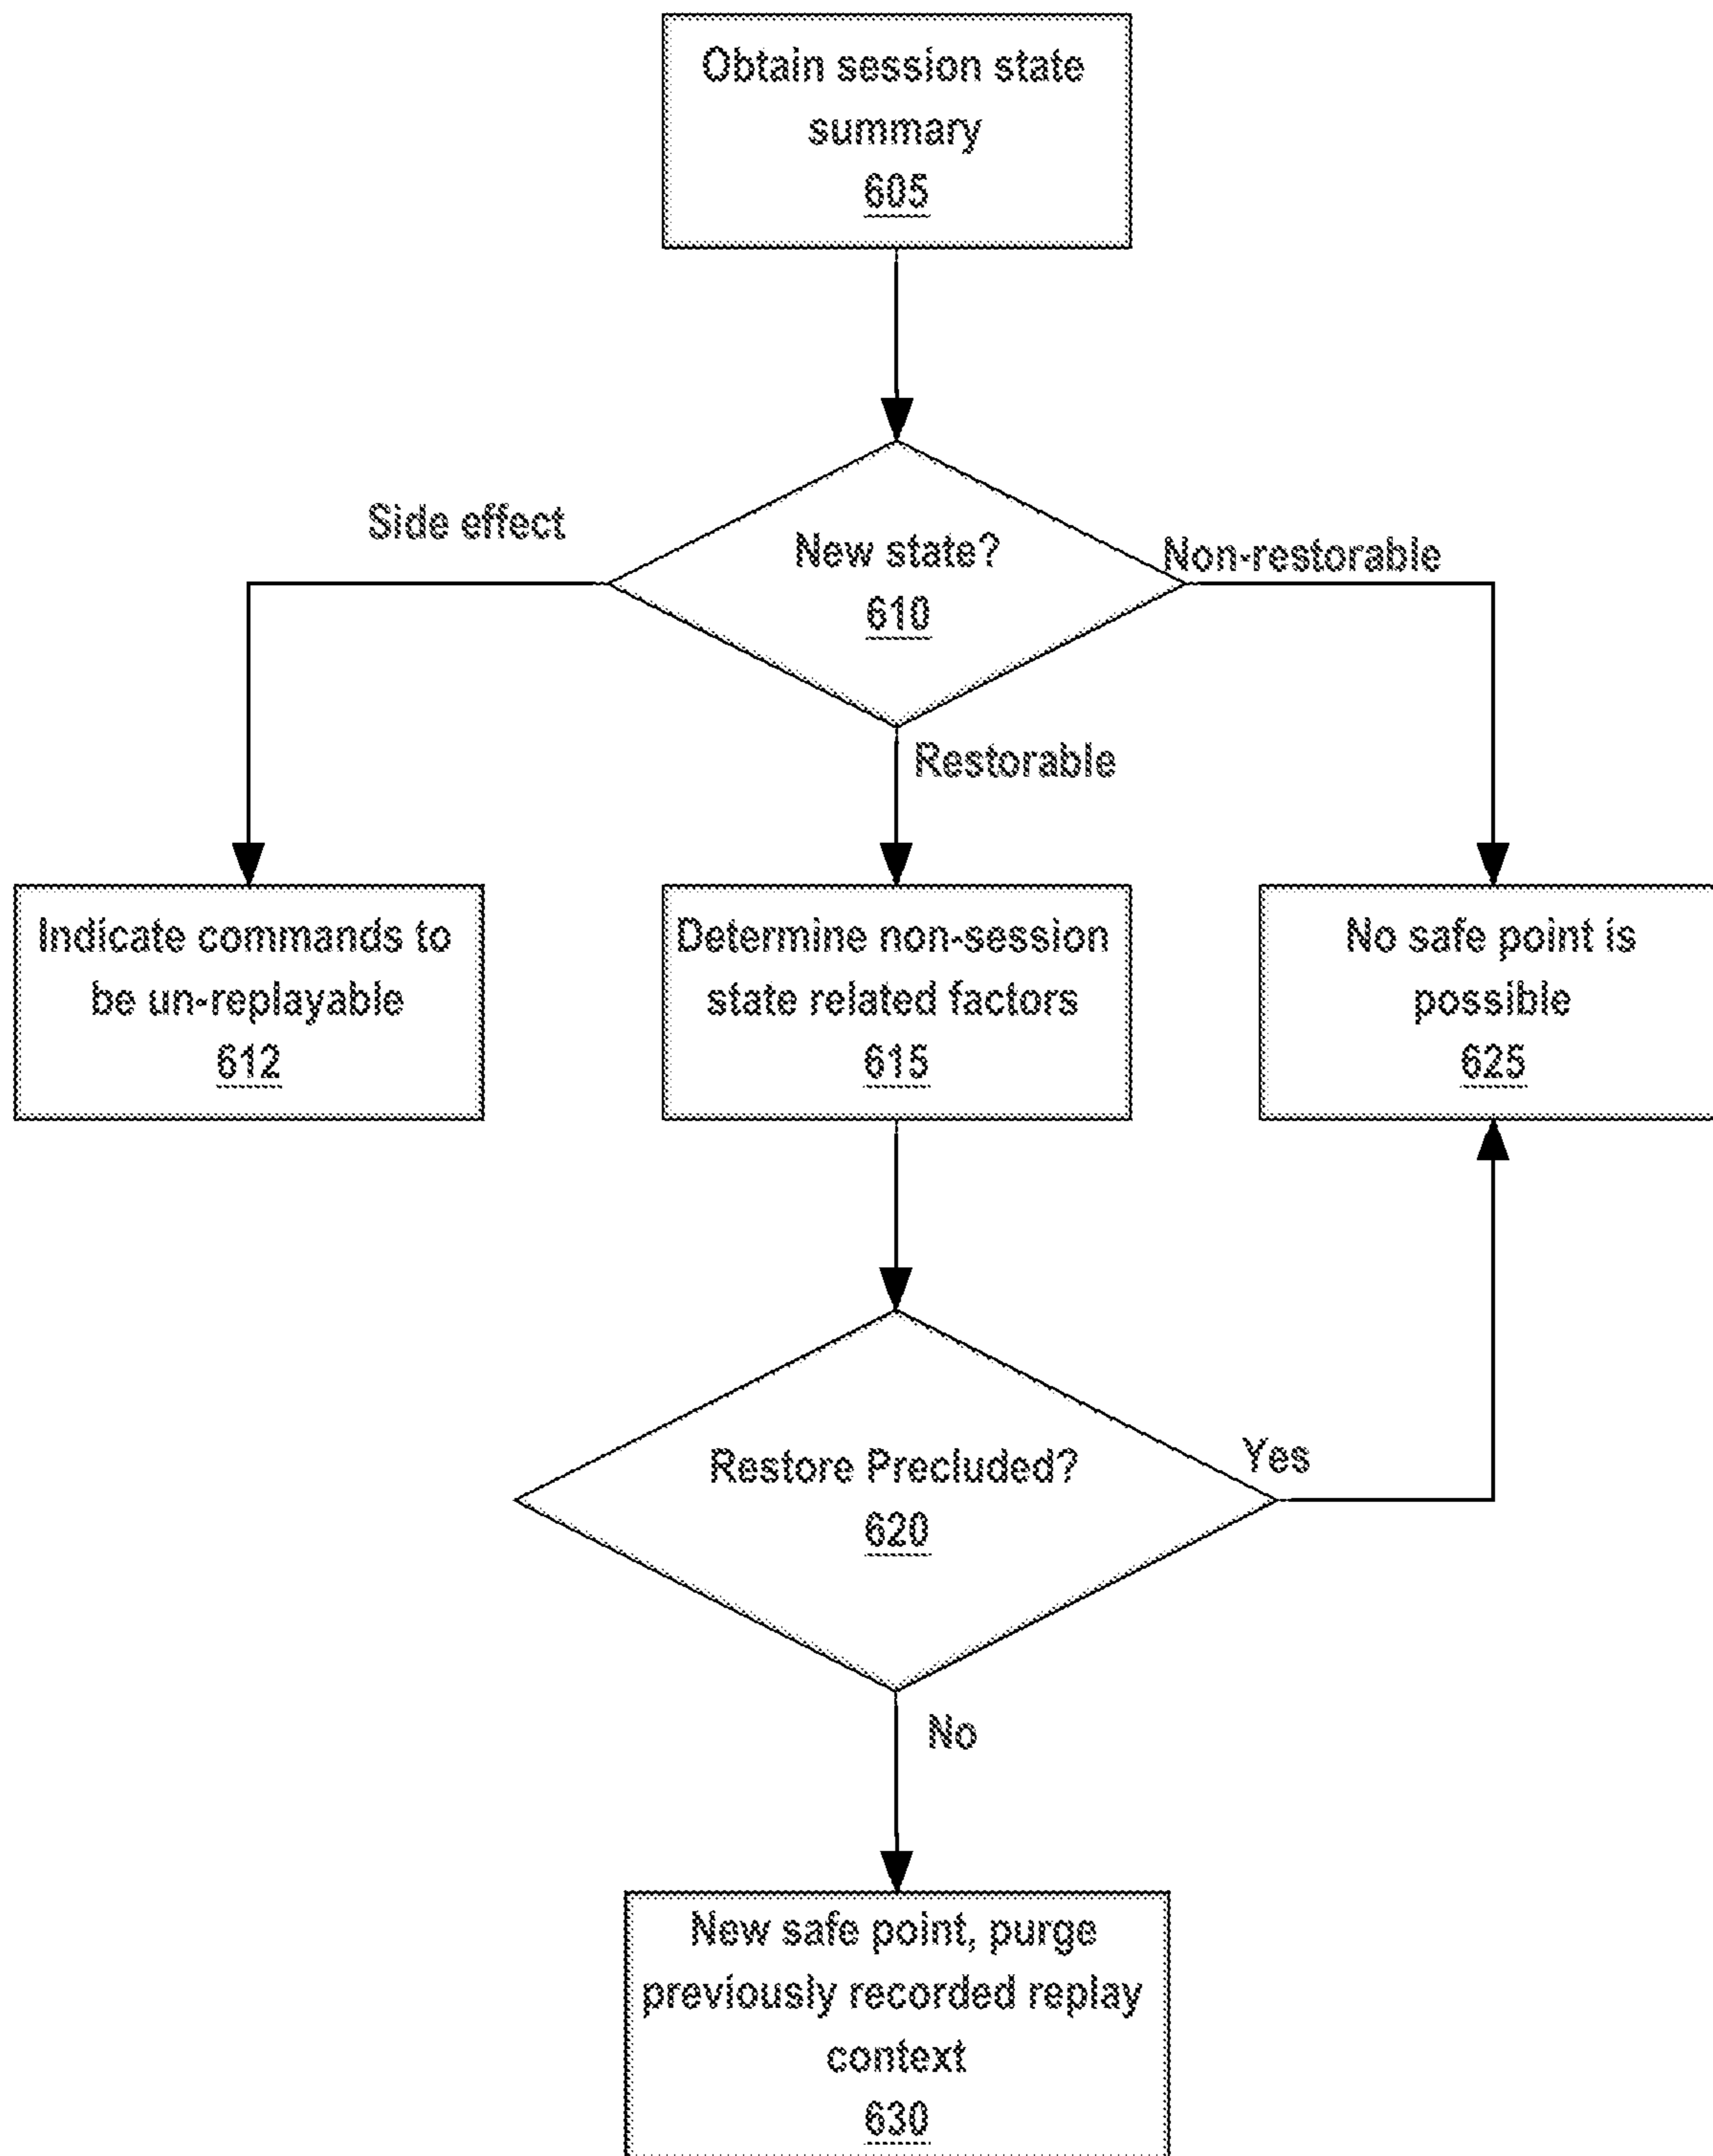 Obtain session state
summary
605
New state?
610
Side effect
Non-restorable
Restorable
Indicate commands to
be un-replayable
612
Determine non-session
state related factors
615
No safe point is
possible
625
Restore Precluded?
620
Yes
No
New safe point, purge
previously recorded replay
context
630